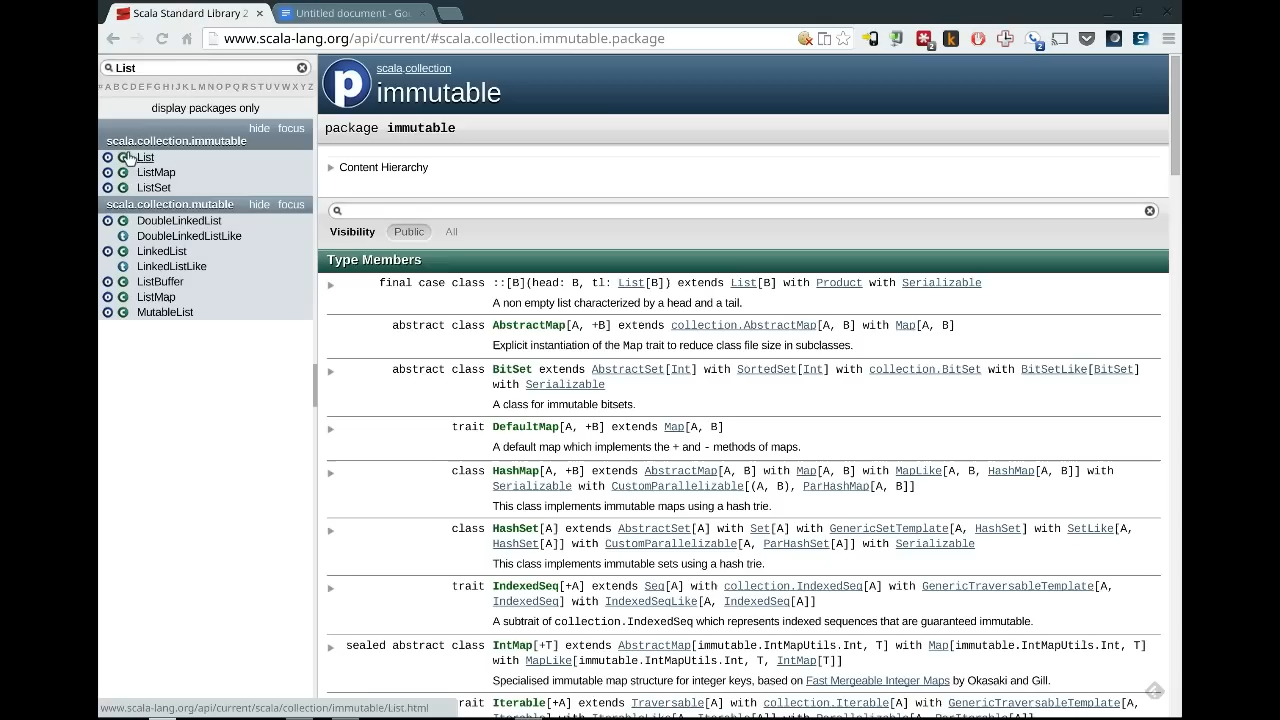 Scala Standard Library 2
Untitled document - Go
www.scala-lang.org/api/current/#scala.collection.immutable.package
List
# A B C D E F G H I J K L M N O P Q R S T U V W X Y Z
display packages only
hide focus
scala.collection.immutable
List
ListMap
ListSet
scala.collection.mutable hide focus
DoubleLinkedList
DoubleLinkedListLike
LinkedList
LinkedListLike
ListBuffer
ListMap
MutableList
scala.collection
immutable
package immutable
Content Hierarchy
Visibility Public All
Type Members
final case class ::[B](head: B, tl: List[B]) extends List[B] with Product with Serializable
A non empty list characterized by a head and a tail.
abstract class AbstractMap[A, +B] extends collection.AbstractMap[A, B] with Map[A, B]
Explicit instantiation of the Map trait to reduce class file size in subclasses.
abstract class BitSet extends AbstractSet[Int] with SortedSet[Int] with collection.BitSet with BitSetLike[BitSet]
with Serializable
A class for immutable bitsets.
trait DefaultMap[A, +B] extends Map[A, B]
A default map which implements the + and - methods of maps.
class HashMap[A, +B] extends AbstractMap[A, B] with Map[A, B] with MapLike[A, B, HashMap[A, B]] with
Serializable with CustomParallelizable[(A, B), ParHashMap[A, B]]
This class implements immutable maps using a hash trie.
class HashSet[A] extends AbstractSet[A] with Set[A] with GenericSetTemplate[A, HashSet] with SetLike[A,
HashSet[A]] with CustomParallelizable[A, ParHashSet[A]] with Serializable
This class implements immutable sets using a hash trie.
trait IndexedSeq[+A] extends Seq[A] with collection.IndexedSeq[A] with GenericTraversableTemplate[A,
IndexedSeq] with IndexedSeqLike[A, IndexedSeq[A]]
A subtrait of collection.IndexedSeq which represents indexed sequences that are guaranteed immutable.
sealed abstract class IntMap[+T] extends AbstractMap[immutable.IntMapUtils.Int, T] with Map[immutable.IntMapUtils.Int, T]
with MapLike[immutable.IntMapUtils.Int, T, IntMap[T]]
Specialised immutable map structure for integer keys, based on Fast Mergeable Integer Maps by Okasaki and Gill.
trait Iterable[+A] extends Traversable[A] with collection.Iterable[A] with GenericTraversableTemplate[A,
www.scala-lang.org/api/current/scala/collection/immutable/List.html